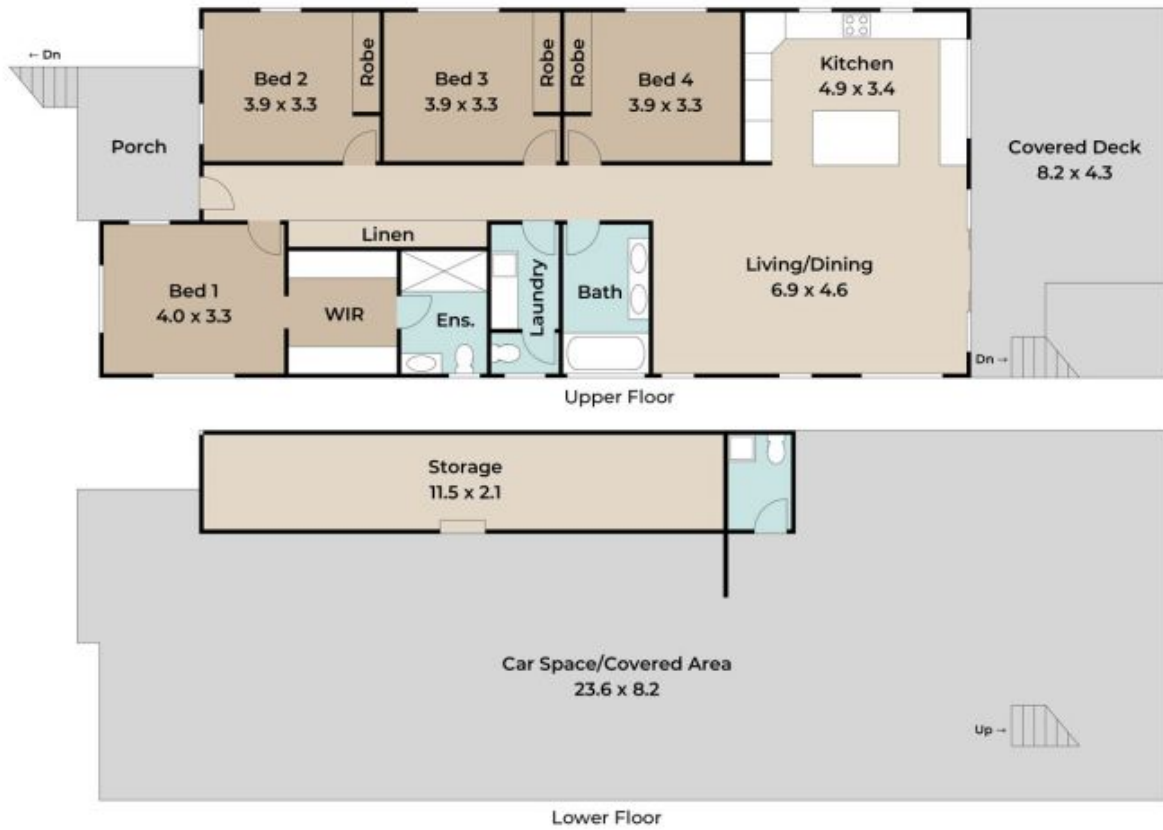 ← Dn
Porch
Bed 2
3.9 x 3.3
Robe
Bed 3
3.9 x 3.3
Robe
Robe
Bed 4
3.9 x 3.3
Kitchen
4.9 x 3.4
Covered Deck
8.2 x 4.3
Bed 1
4.0 x 3.3
Linen
WIR
Ens.
Laundry
Bath
Living/Dining
6.9 x 4.6
Dn →
Upper Floor
Storage
11.5 x 2.1
Car Space/Covered Area
23.6 x 8.2
Up →
Lower Floor